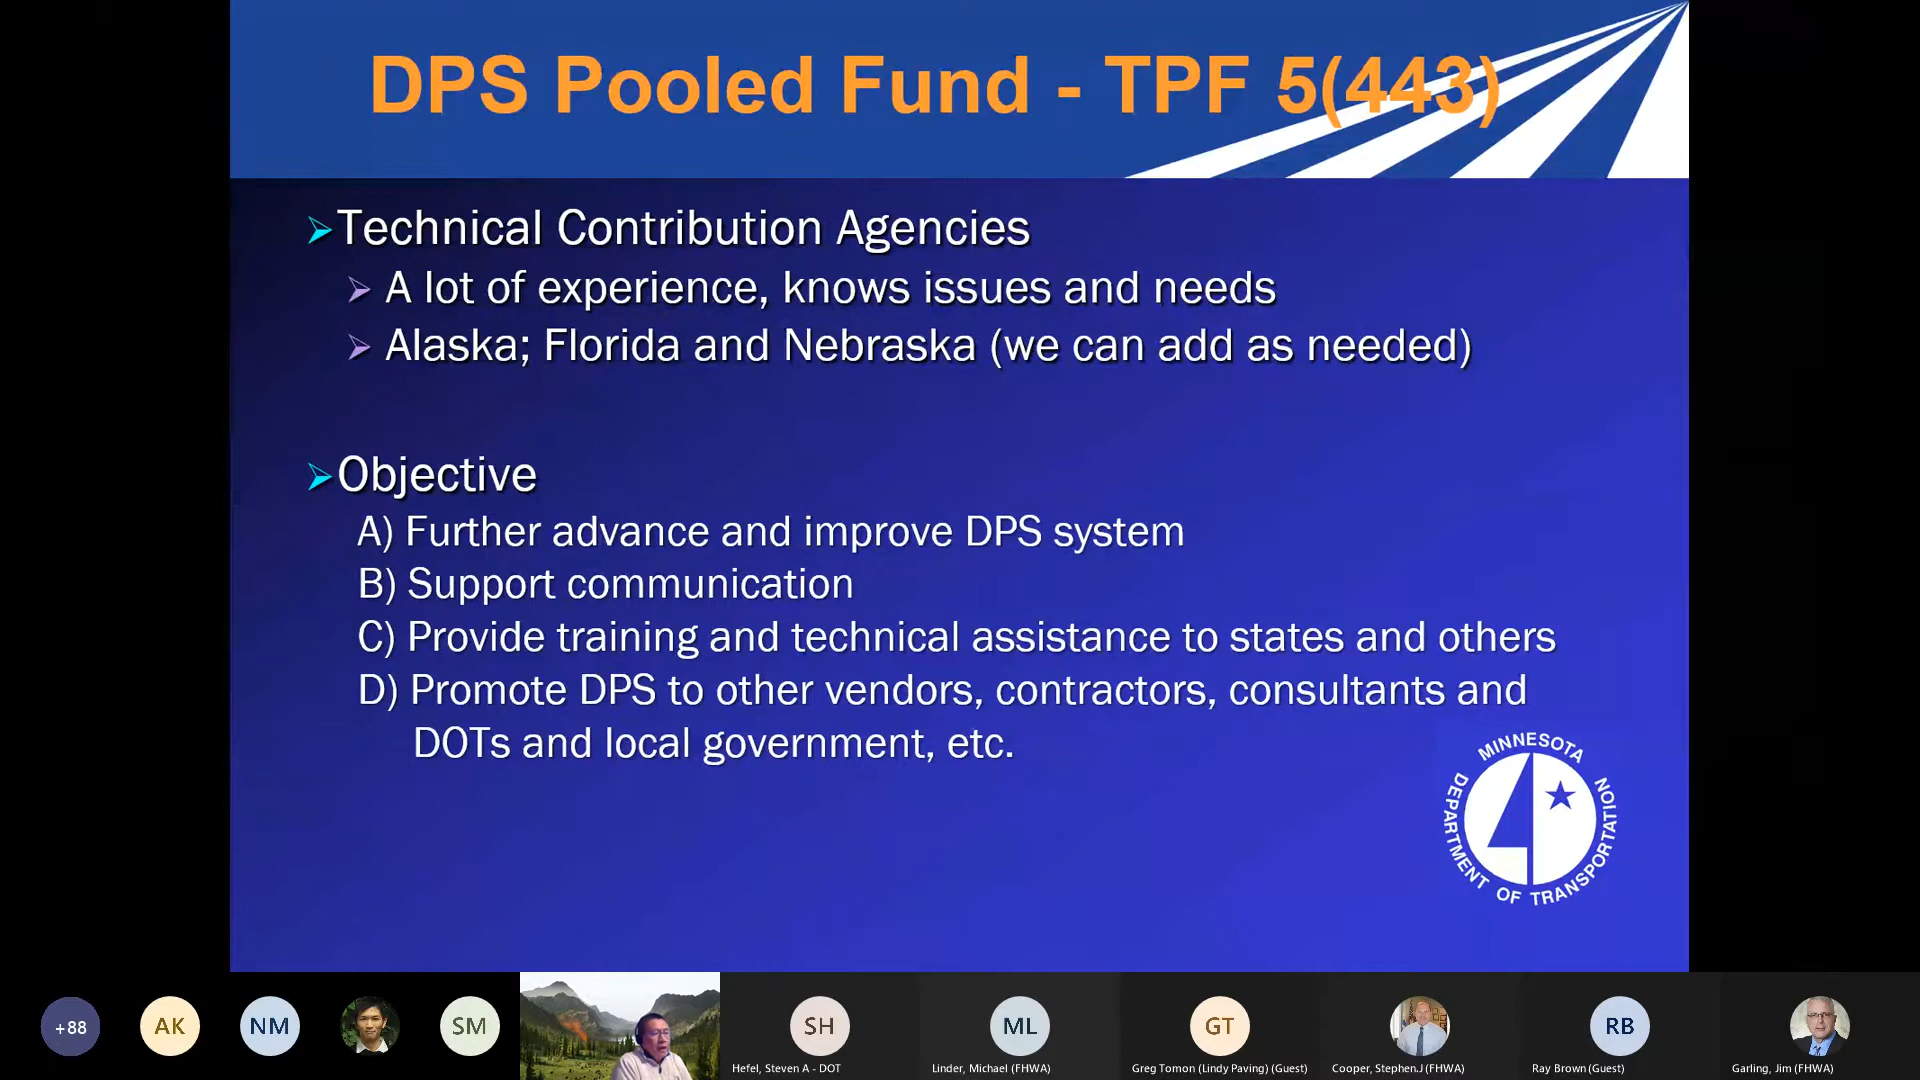 DPS Pooled Fund - TPF 5(443)
Technical Contribution Agencies
A lot of experience, knows issues and needs
Alaska; Florida and Nebraska (we can add as needed)
Objective
A) Further advance and improve DPS system
B) Support communication
C) Provide training and technical assistance to states and others
D) Promote DPS to other vendors, contractors, consultants and
DOTs and local government, etc.
MINNESOTA
DEPARTMENT OF TRANSPORTATION
+88
AK
NM
SM
SH
ML
GT
RB
Hefel, Steven A - DOT
Linder, Michael (FHWA)
Greg Tomon (Lindy Paving) (Guest)
Cooper, Stephen.J (FHWA)
Ray Brown (Guest)
Garling, Jim (FHWA)